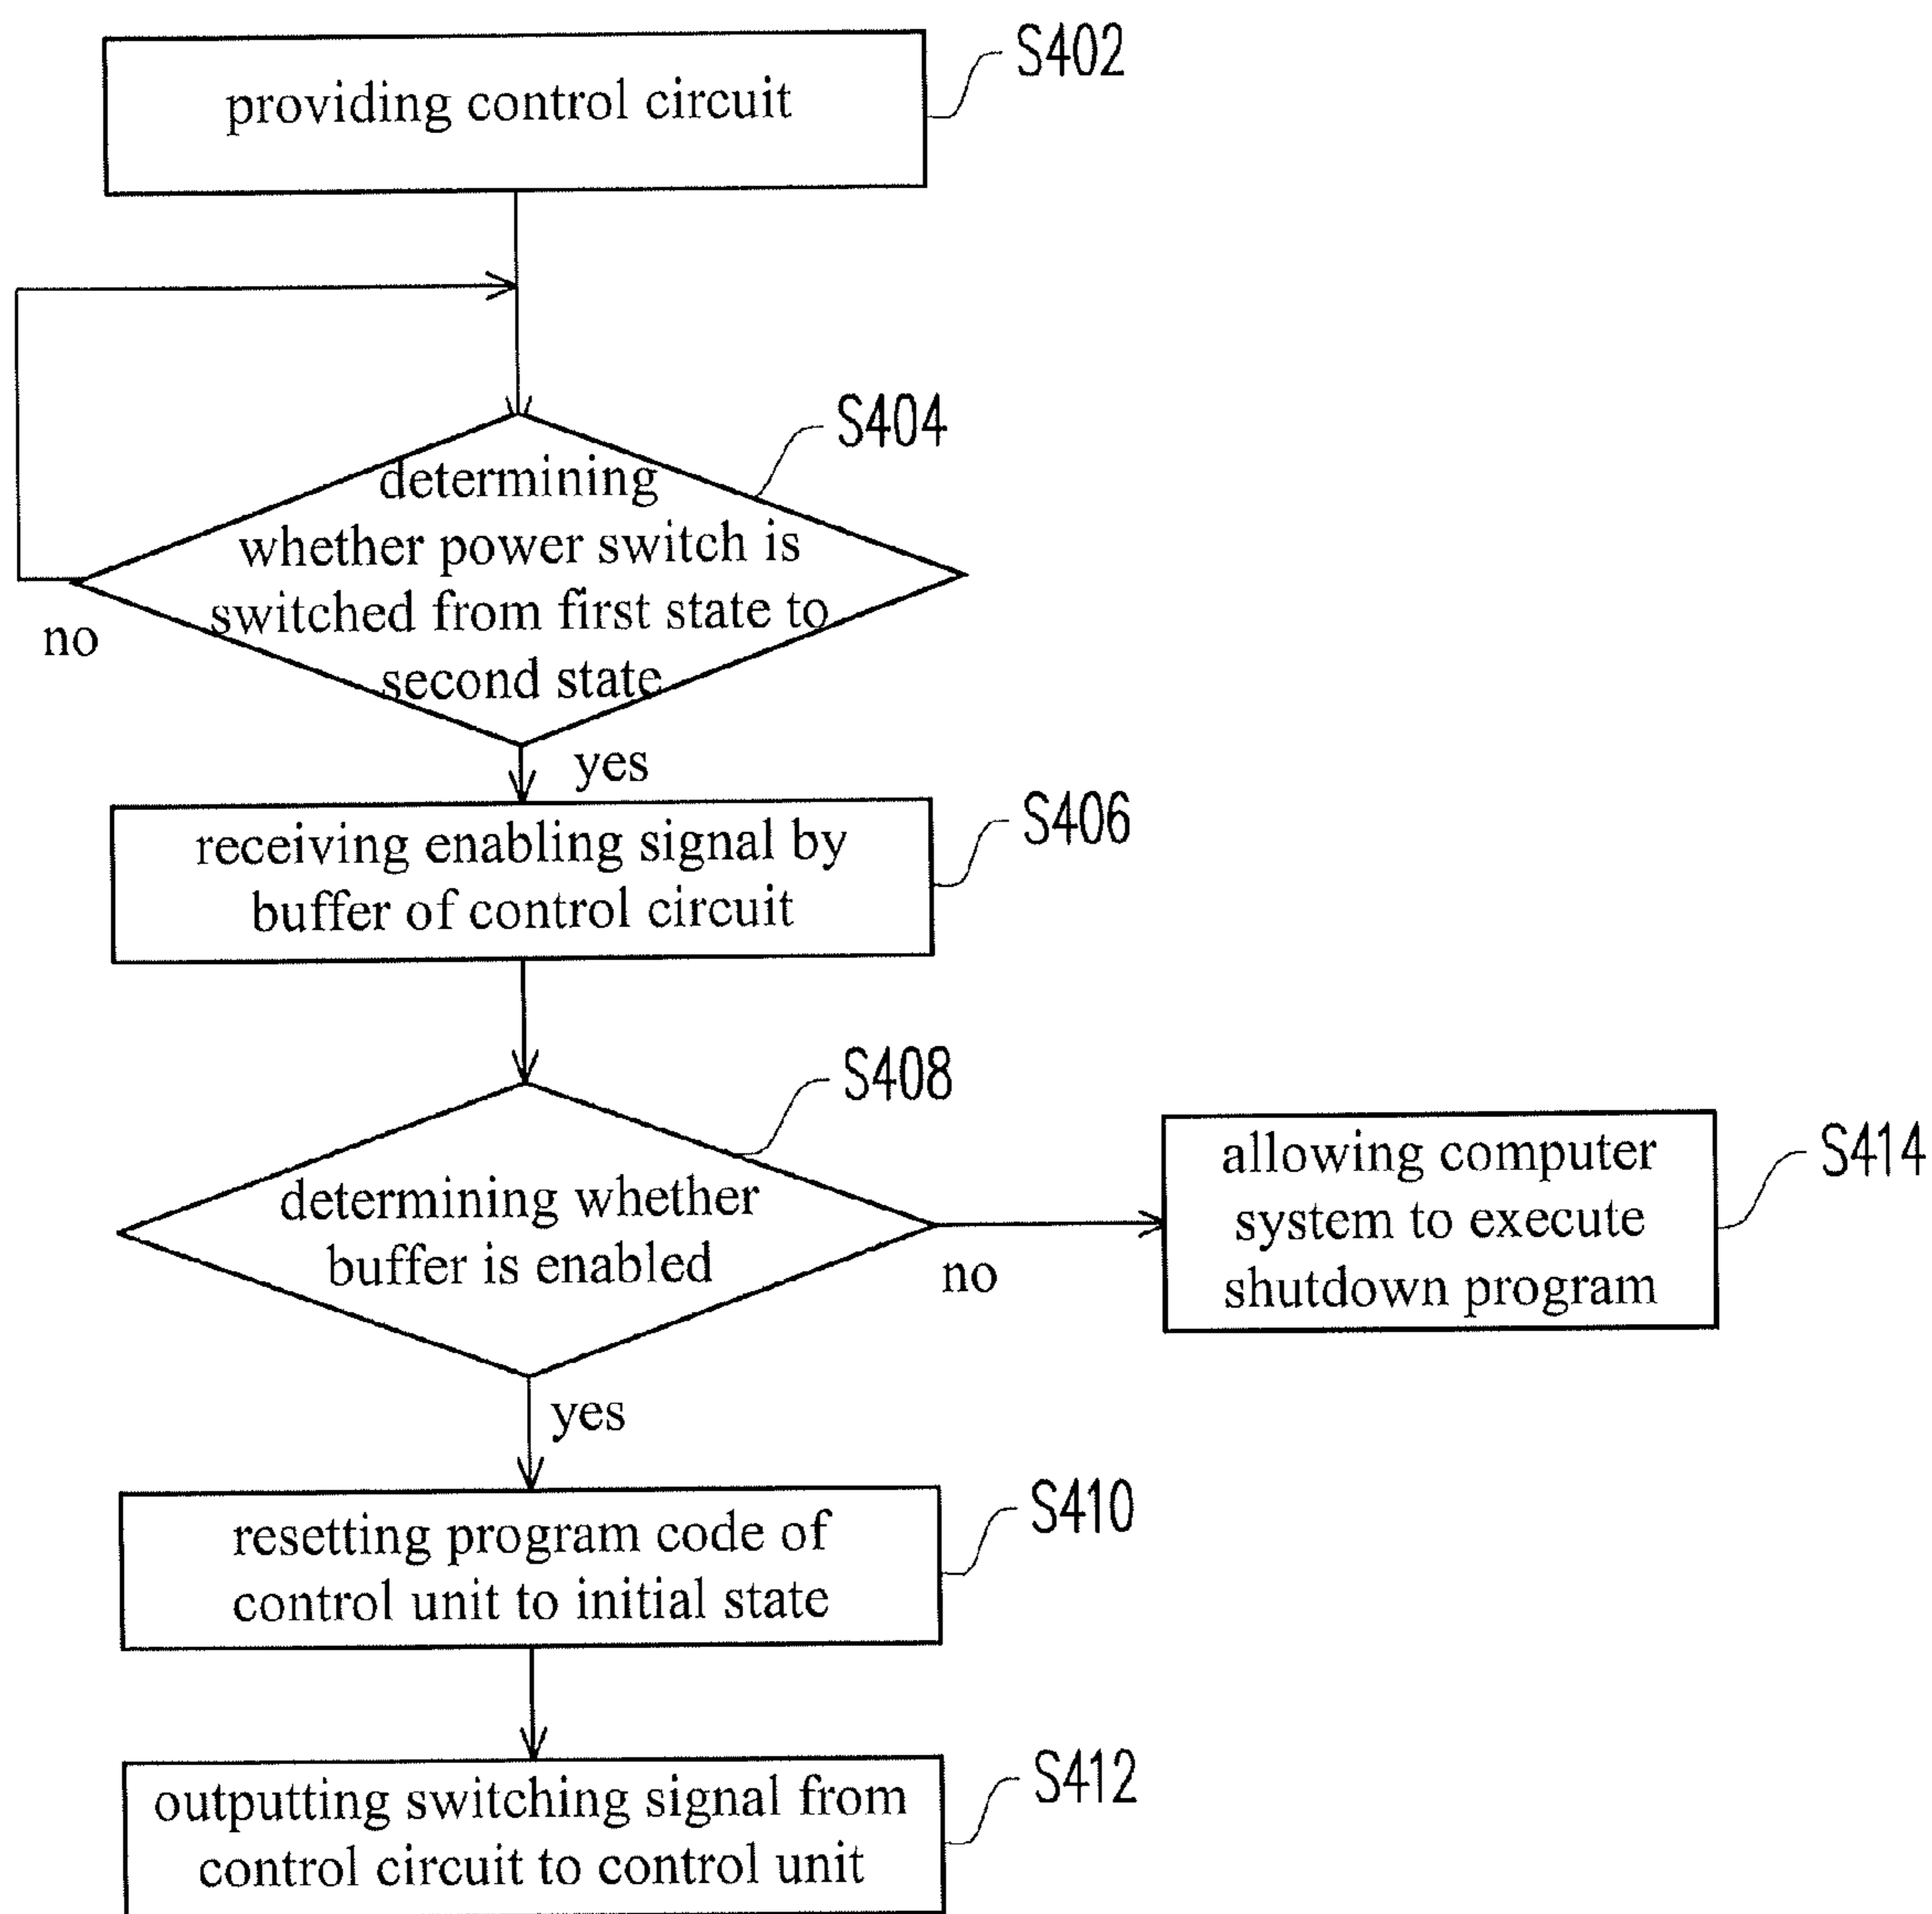 S402
providing control circuit
S404
determining
whether power switch is
switched from first state to
second state
no
yes
S406
receiving enabling signal by
buffer of control circuit
S408
determining whether
buffer is enabled
no
S414
allowing computer
system to execute
shutdown program
yes
S410
resetting program code of
control unit to initial state
S412
outputting switching signal from
control circuit to control unit